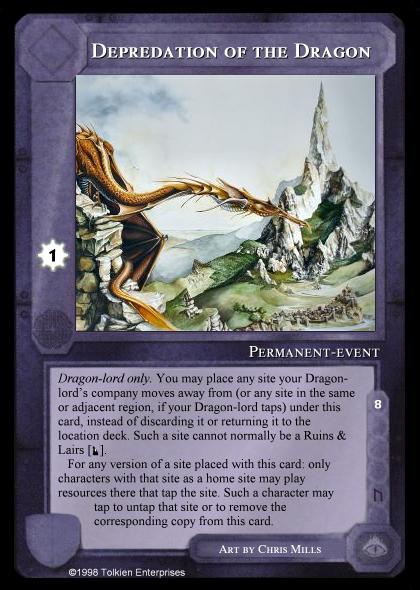 DEPREDATION OF THE DRAGON
1
PERMANENT-EVENT
Dragon-lord only. You may place any site your Dragon-
lord's company moves away from (or any site in the same
or adjacent region, if your Dragon-lord taps) under this
card, instead of discarding it or returning it to the
location deck. Such a site cannot normally be a Ruins &
Lairs [ ].
For any version of a site placed with this card: only
characters with that site as a home site may play
resources there that tap the site. Such a character may
tap to untap that site or to remove the
corresponding copy from this card.
8
ART BY CHRIS MILLS
©1998 Tolkien Enterprises